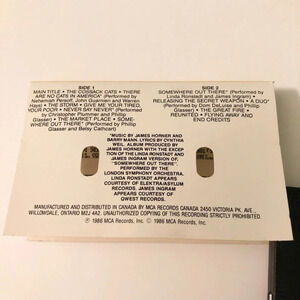 SIDE 1
MAIN TITLE • THE COSSACK CATS • THERE
ARE NO CATS IN AMERICA* (Performed by
Nehemiah Persoff, John Guarnieri and Warren
Hays) • THE STORM • GIVE ME YOUR TIRED,
YOUR POOR • NEVER SAY NEVER* (Performed
by Christopher Plummer and Phillip
Glasser) • THE MARKET PLACE • SOME-
WHERE OUT THERE* (Performed by Phillip
Glasser and Betsy Cathcart)
SIDE 2
SOMEWHERE OUT THERE* (Performed by
Linda Ronstadt and James Ingram) •
RELEASING THE SECRET WEAPON • A DUO*
(Performed by Dom DeLuise and Phillip
Glasser) • THE GREAT FIRE •
REUNITED • FLYING AWAY AND
END CREDITS
*MUSIC BY JAMES HORNER AND
BARRY MANN. LYRICS BY CYNTHIA
WEIL. ALBUM PRODUCED BY
JAMES HORNER WITH THE EXCEP-
TION OF THE LINDA RONSTADT AND
JAMES INGRAM VERSION OF,
"SOMEWHERE OUT THERE"
PERFORMED BY THE
LONDON SYMPHONY ORCHESTRA.
LINDA RONSTADT APPEARS
COURTESY OF ELEKTRA/ASYLUM
RECORDS. JAMES INGRAM
APPEARS COURTESY OF
QWEST RECORDS.
MANUFACTURED AND DISTRIBUTED IN CANADA BY MCA RECORDS CANADA 2450 VICTORIA PK. AVE.,
WILLOWDALE, ONTARIO M2J 4A2. UNAUTHORIZED COPYING OF THIS RECORDING STRICTLY PROHIBITED.
℗ 1986 MCA Records, Inc. © 1986 MCA Records, Inc.